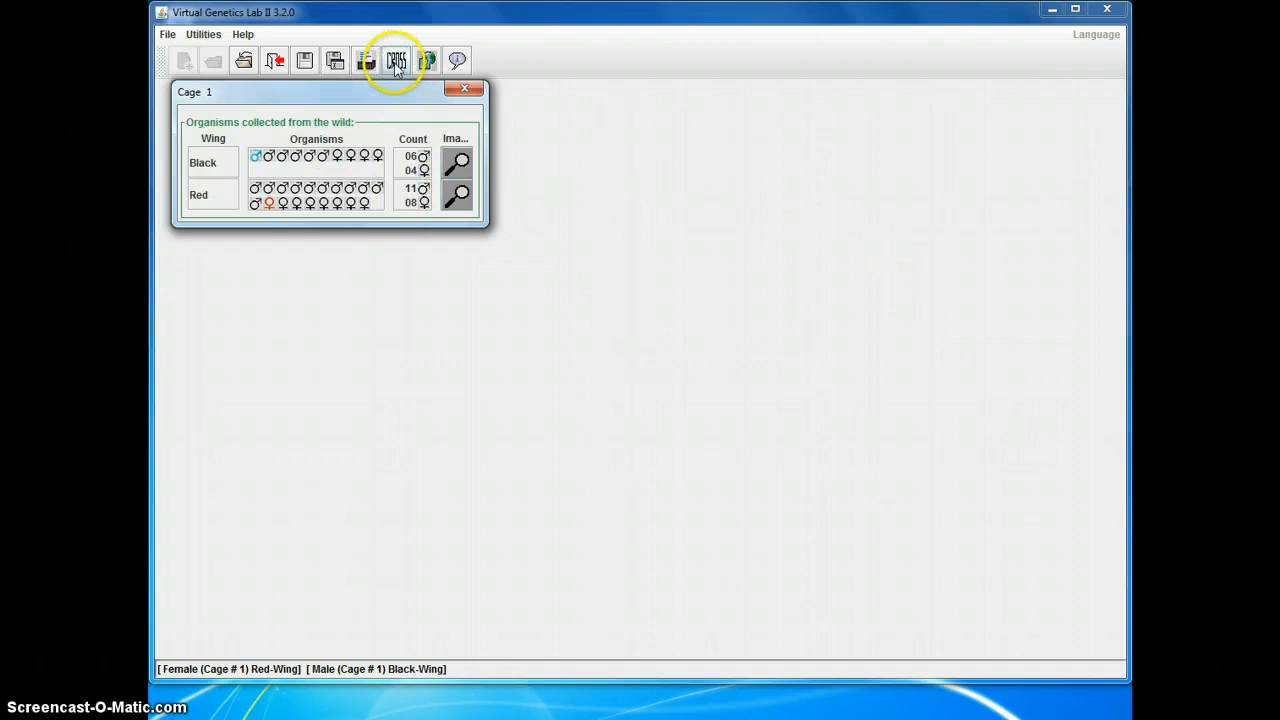 Virtual Genetics Lab II 3.2.0
File Utilities Help Language
CROSS
Cage 1
Organisms collected from the wild:
Wing Organisms Count Ima...
Black ♂♂♂♂♂♂♀♀♀♀ 06♂
04♀
Red ♂♂♂♂♂♂♂♂♂♂ 11♂
♂♀♀♀♀♀♀♀♀ 08♀
[ Female (Cage # 1) Red-Wing] [ Male (Cage # 1) Black-Wing]
Screencast-O-Matic.com